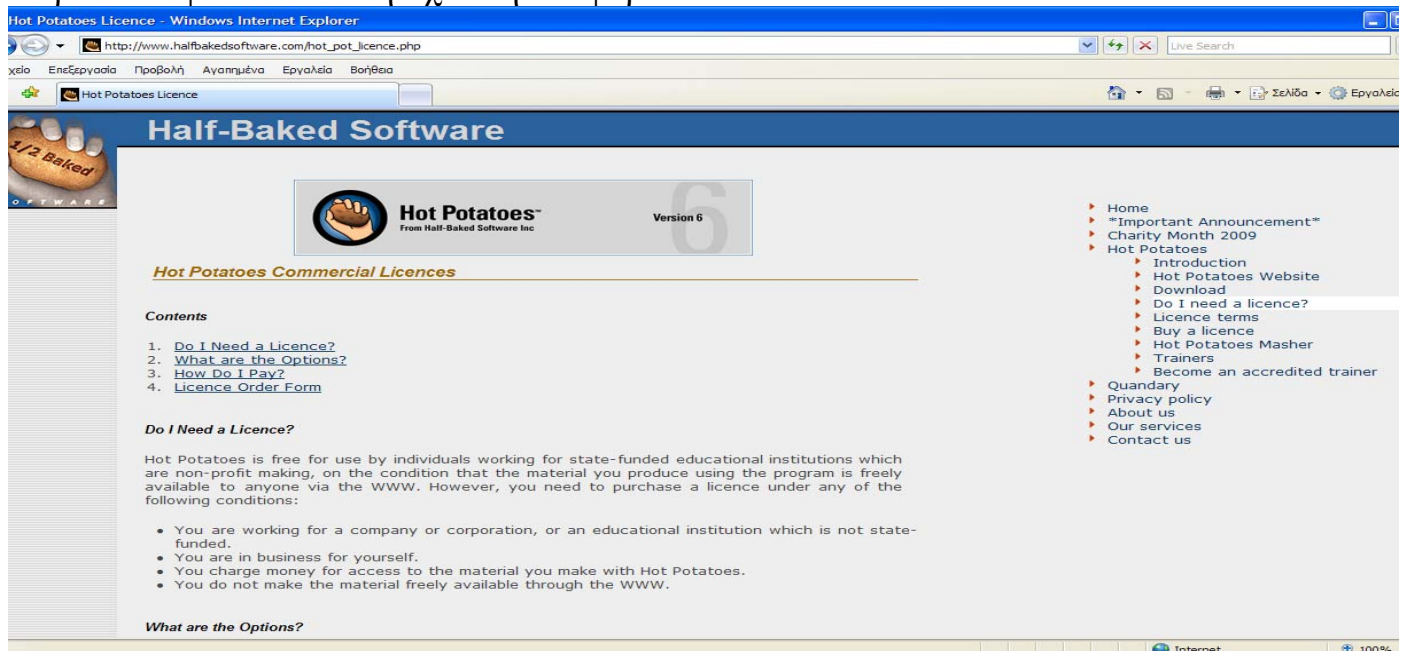 Hot Potatoes Licence - Windows Internet Explorer
http://www.halfbakedsoftware.com/hot_pot_licence.php
Live Search
Επεξεργασία Προβολή Αγαπημένα Εργαλεία Βοήθεια
Hot Potatoes Licence
Σελίδα
1/2 Baked
SOFTWARE
Half-Baked Software
Hot Potatoes™
From Half-Baked Software Inc
Version 6
6
Hot Potatoes Commercial Licences
Contents
1. Do I Need a Licence?
2. What are the Options?
3. How Do I Pay?
4. Licence Order Form
Do I Need a Licence?
Hot Potatoes is free for use by individuals working for state-funded educational institutions which
are non-profit making, on the condition that the material you produce using the program is freely
available to anyone via the WWW. However, you need to purchase a licence under any of the
following conditions:
• You are working for a company or corporation, or an educational institution which is not state-
funded.
• You are in business for yourself.
• You charge money for access to the material you make with Hot Potatoes.
• You do not make the material freely available through the WWW.
What are the Options?
Home
*Important Announcement*
Charity Month 2009
Hot Potatoes
Introduction
Hot Potatoes Website
Download
Do I need a licence?
Licence terms
Buy a licence
Hot Potatoes Masher
Trainers
Become an accredited trainer
Quandary
Privacy policy
About us
Our services
Contact us
Internet
100%